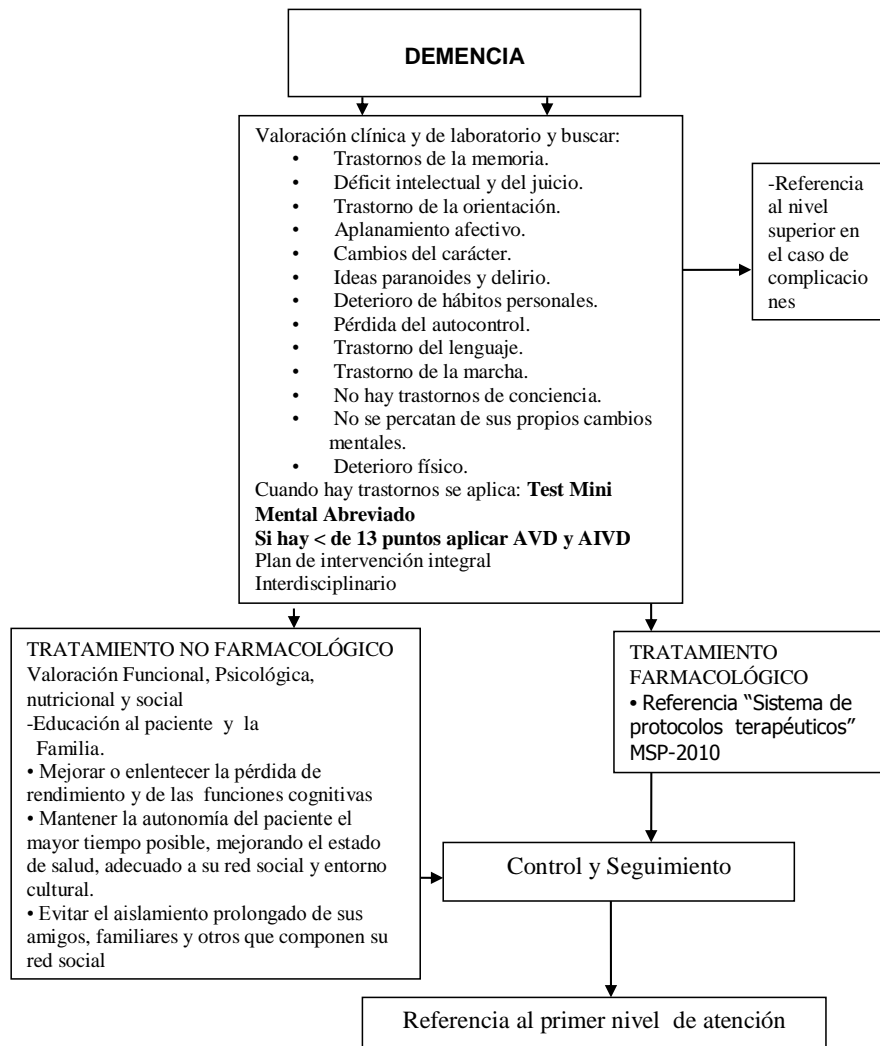 DEMENCIA
Valoración clínica y de laboratorio y buscar:
• Trastornos de la memoria.
• Déficit intelectual y del juicio.
• Trastorno de la orientación.
• Aplanamiento afectivo.
• Cambios del carácter.
• Ideas paranoides y delirio.
• Deterioro de hábitos personales.
• Pérdida del autocontrol.
• Trastorno del lenguaje.
• Trastorno de la marcha.
• No hay trastornos de conciencia.
• No se percatan de sus propios cambios
mentales.
• Deterioro físico.
Cuando hay trastornos se aplica: Test Mini
Mental Abreviado
Si hay < de 13 puntos aplicar AVD y AIVD
Plan de intervención integral
Interdisciplinario
-Referencia
al nivel
superior en
el caso de
complicacio
nes
TRATAMIENTO NO FARMACOLÓGICO
Valoración Funcional, Psicológica,
nutricional y social
-Educación al paciente y la
Familia.
• Mejorar o enlentecer la pérdida de
rendimiento y de las funciones cognitivas
• Mantener la autonomía del paciente el
mayor tiempo posible, mejorando el estado
de salud, adecuado a su red social y entorno
cultural.
• Evitar el aislamiento prolongado de sus
amigos, familiares y otros que componen su
red social
TRATAMIENTO
FARMACOLÓGICO
• Referencia “Sistema de
protocolos terapéuticos”
MSP-2010
Control y Seguimiento
Referencia al primer nivel de atención